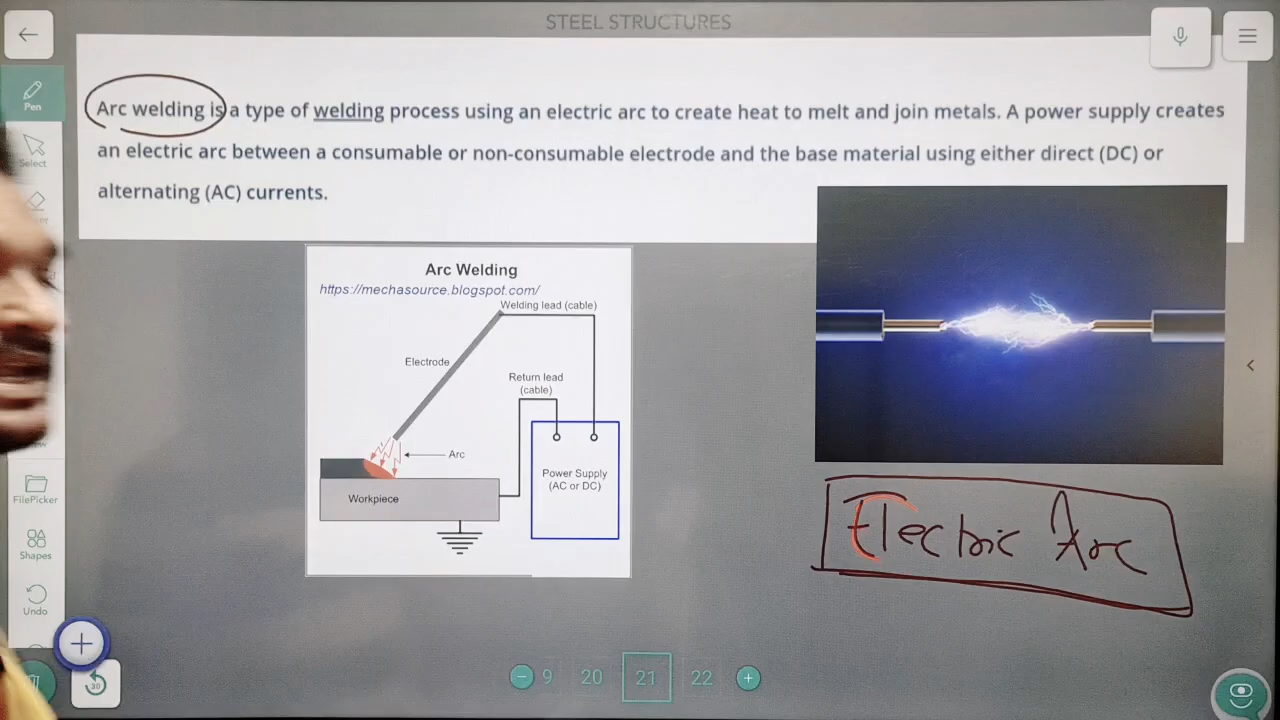 STEEL STRUCTURES
Arc welding is a type of welding process using an electric arc to create heat to melt and join metals. A power supply creates
an electric arc between a consumable or non-consumable electrode and the base material using either direct (DC) or
alternating (AC) currents.
Pen
Select
FilePicker
Shapes
Undo
30
Arc Welding
https://mechasource.blogspot.com/
Welding lead (cable)
Electrode
Return lead
(cable)
Arc
Power Supply
(AC or DC)
Workpiece
Electric Arc
9 20 21 22